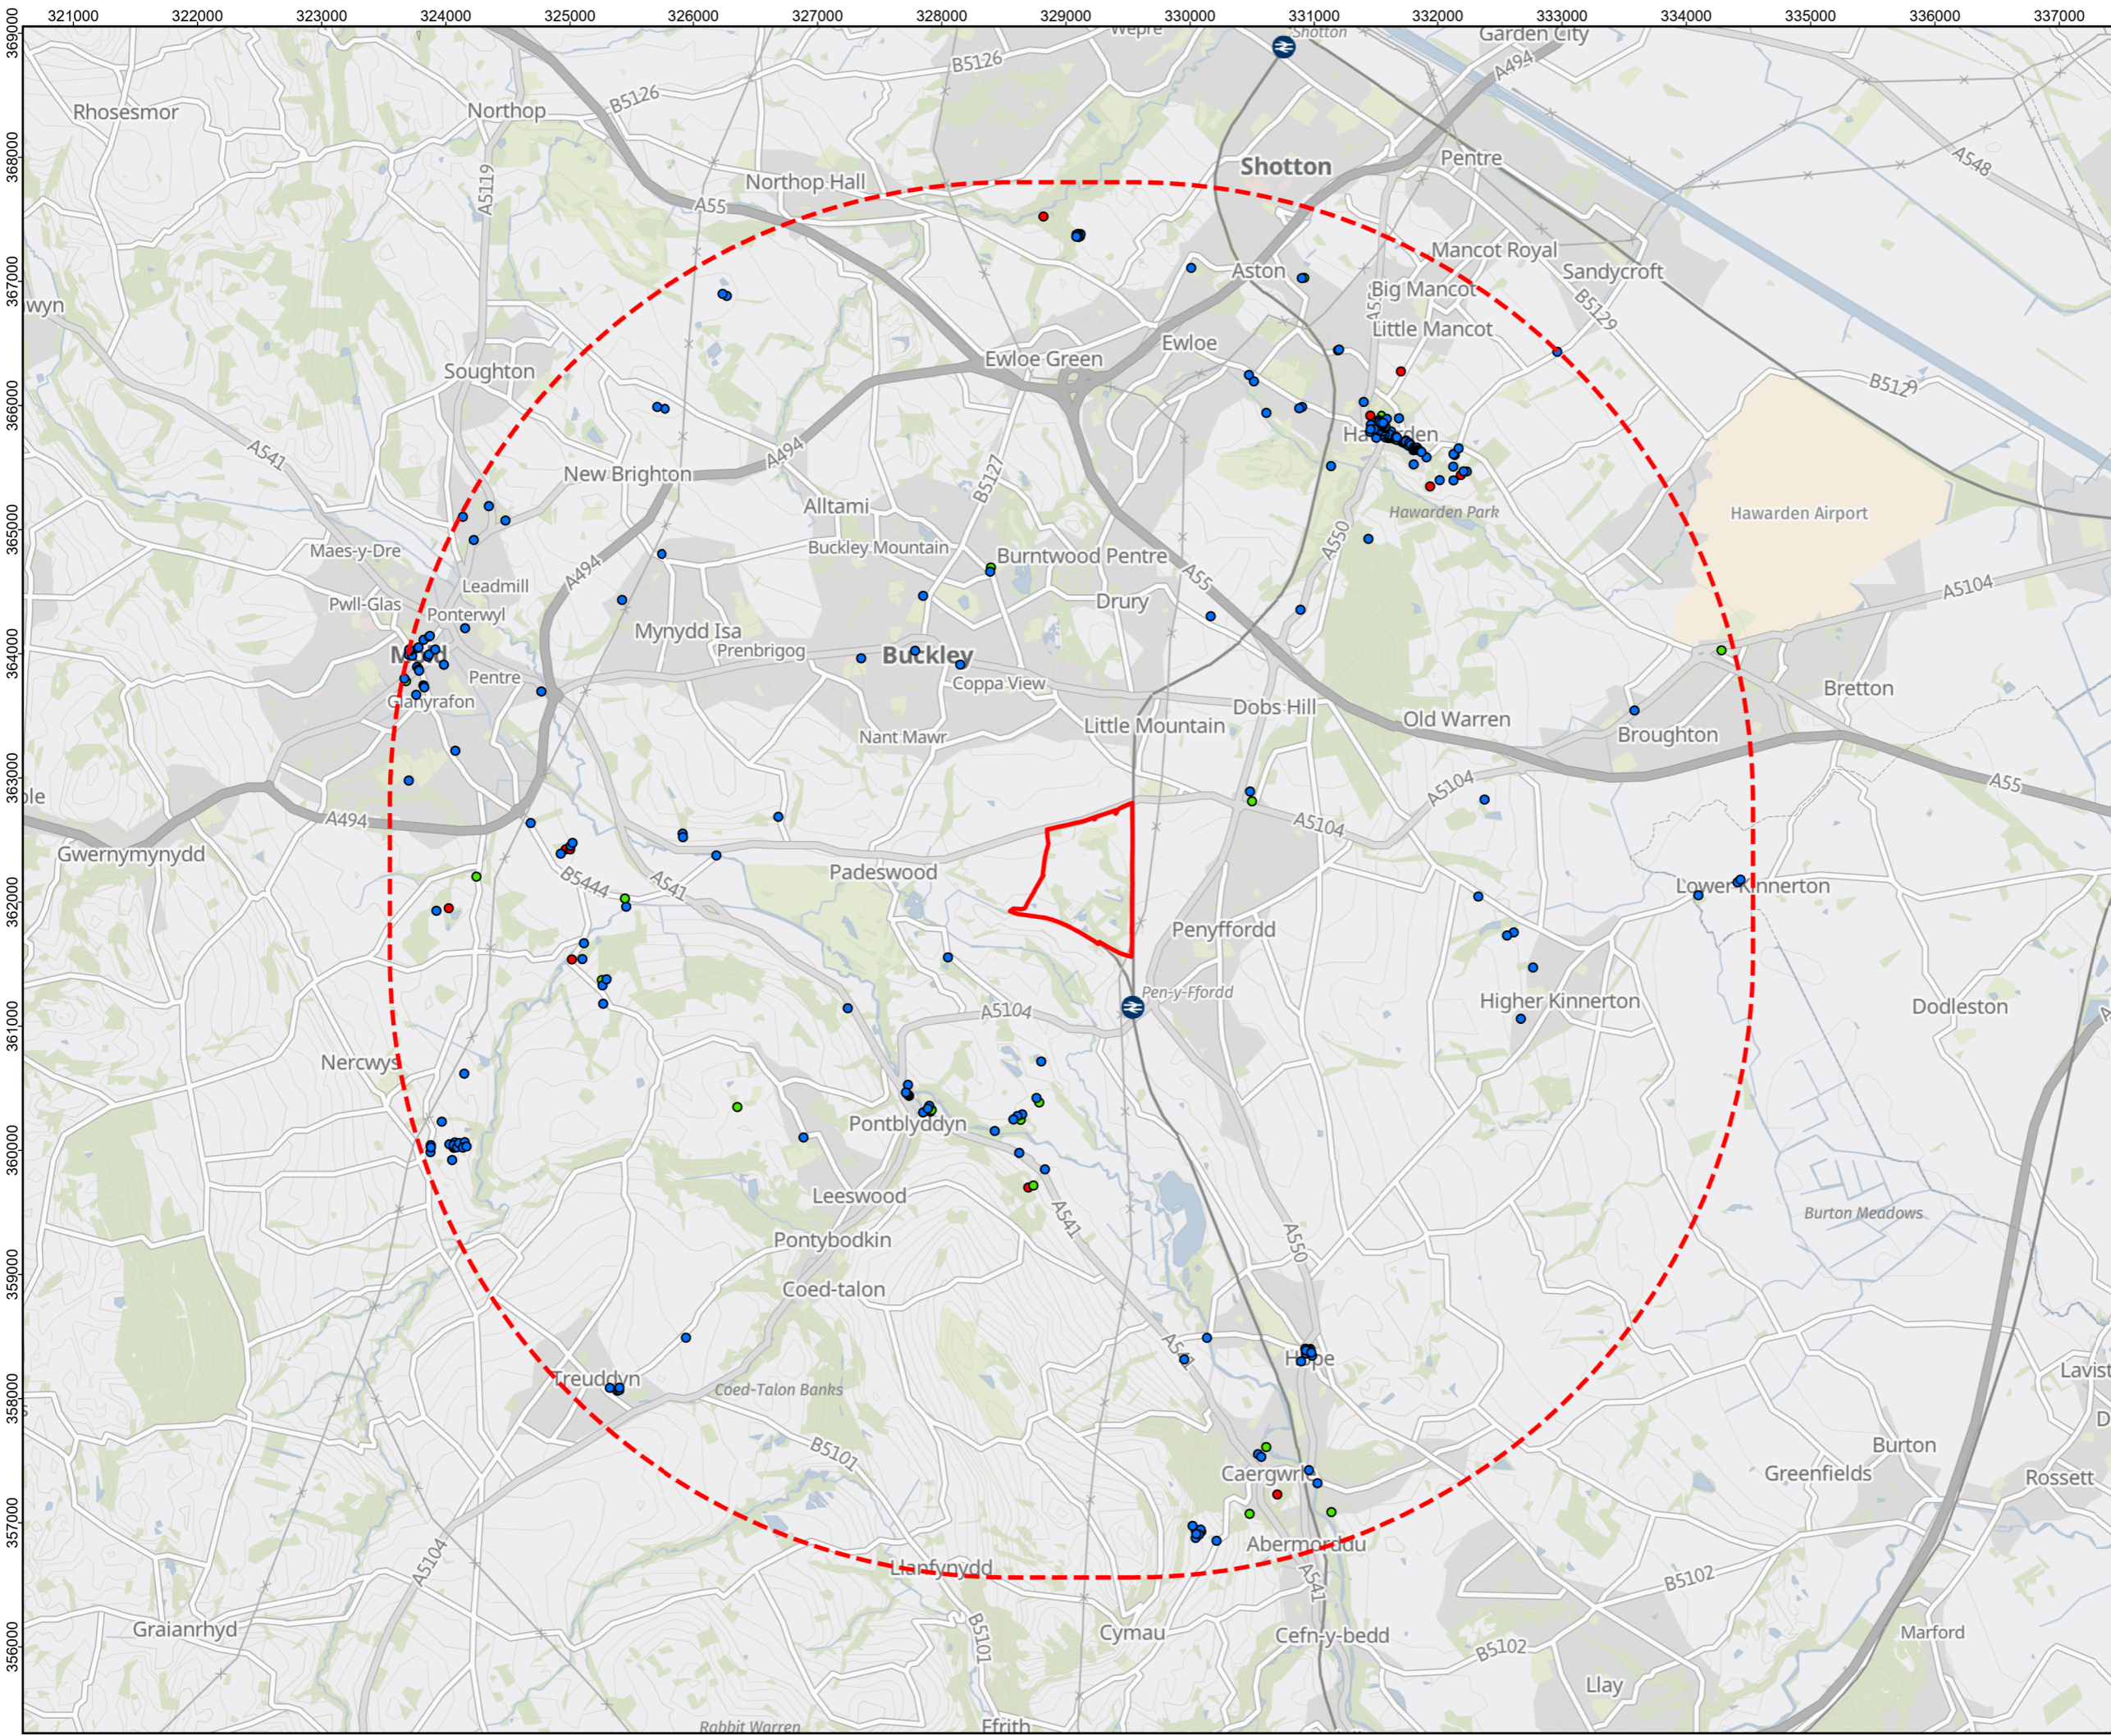 321000 322000 323000 324000 325000 326000 327000 328000 329000 330000 331000 332000 333000 334000 335000 336000 337000
369000
368000
367000
366000
365000
364000
363000
362000
361000
360000
359000
358000
357000
356000
Wepre
Shotton
Garden City
A494
B5126
B5126
Rhosesmor
Northop
A548
Pentre
Shotton
Northop Hall
A5119
A55
Mancot Royal
Sandycroft
Aston
Big Mancot
B5129
Little Mancot
wyn
Ewloe
Ewloe Green
Soughton
B5129
Hawarden
A541
New Brighton
A494
B5127
Alltami
Hawarden Park
Hawarden Airport
Maes-y-Dre
Buckley Mountain
Burntwood Pentre
A550
A494
A55
Leadmill
A5104
Pwll-Glas
Ponterwyl
Drury
Mynydd Isa
Prenbrigog
Mold
Buckley
Pentre
Coppa View
Bretton
Glanyrafon
Dobs Hill
Old Warren
Little Mountain
Nant Mawr
Broughton
A55
A5104
ole
A494
A5104
Gwernymynydd
Padeswood
B5444
A541
Lower Kinnerton
Penyffordd
Pen-y-Ffordd
Higher Kinnerton
Dodleston
A5104
Nercwys
Pontblyddyn
Leeswood
Burton Meadows
A541
Pontybodkin
A550
Coed-talon
A541
Hope
Treuddyn
Coed-Talon Banks
Lavist
B5101
Burton
Caergwrle
Greenfields
Rossett
Abermorddu
A5104
Llanfynydd
A541
B5102
Graianrhyd
B5101
Cymau
Cefn-y-bedd
B5102
Marford
Llay
Rabbit Warren
Ffrith